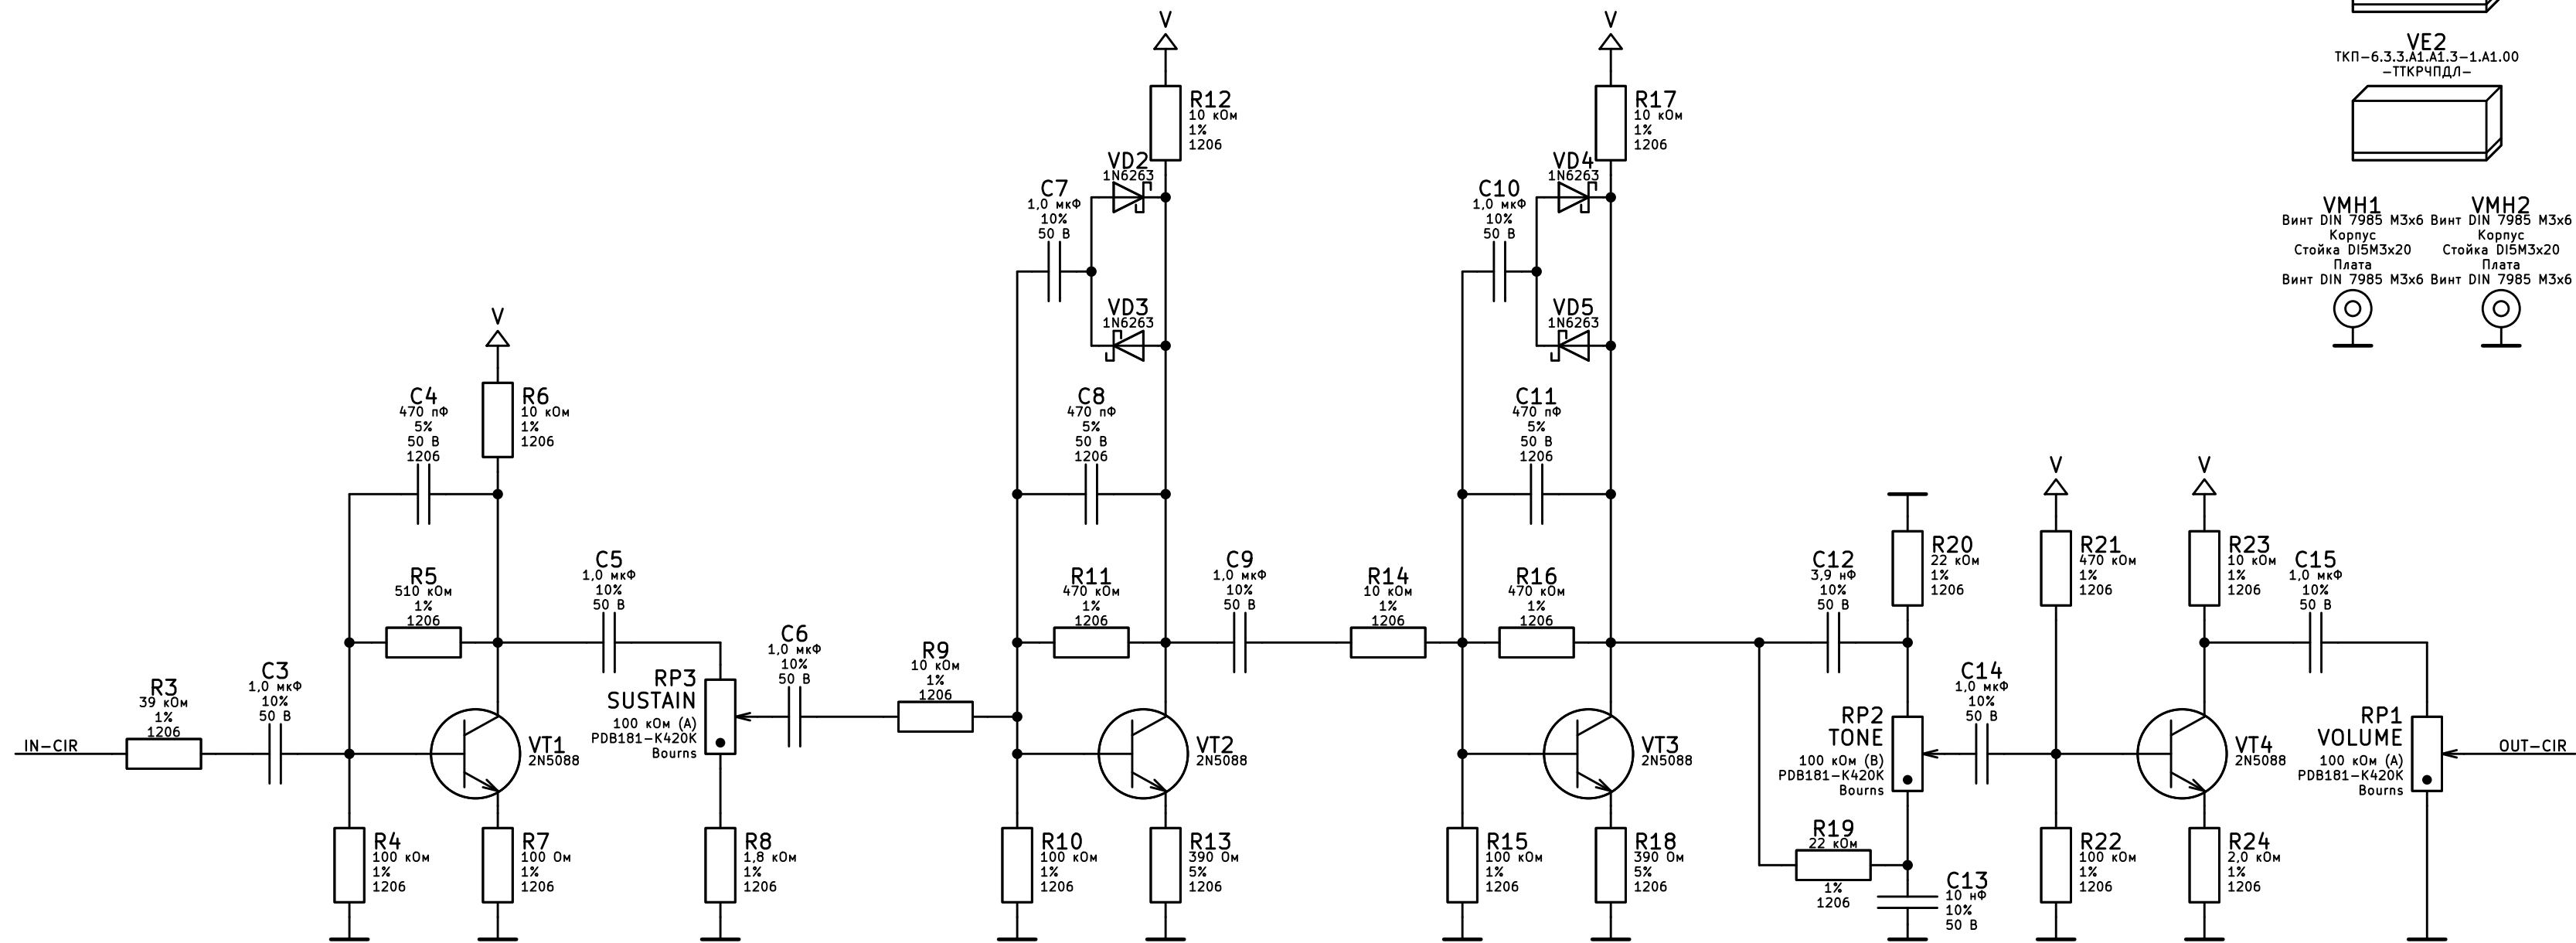 V
V
VE2
ТКП-6.3.3.А1.А1.3-1.А1.00
-ТТКРЧПДЛ-
R12
10 кОм
1%
1206
R17
10 кОм
1%
1206
VD2
1N6263
VD4
1N6263
C7
1,0 мкФ
10%
50 В
C10
1,0 мкФ
10%
50 В
VMH1
Винт DIN 7985 М3х6
Корпус
Стойка DI5M3x20
Плата
Винт DIN 7985 М3х6
VMH2
Винт DIN 7985 М3х6
Корпус
Стойка DI5M3x20
Плата
Винт DIN 7985 М3х6
VD3
1N6263
VD5
1N6263
V
C4
470 пФ
5%
50 В
1206
R6
10 кОм
1%
1206
C8
470 пФ
5%
50 В
1206
C11
470 пФ
5%
50 В
1206
V
V
R5
510 кОм
1%
1206
C5
1,0 мкФ
10%
50 В
R11
470 кОм
1%
1206
C9
1,0 мкФ
10%
50 В
R14
10 кОм
1%
1206
R16
470 кОм
1%
1206
C12
3,9 нФ
10%
50 В
R20
22 кОм
1%
1206
R21
470 кОм
1%
1206
R23
10 кОм
1%
1206
C15
1,0 мкФ
10%
50 В
IN-CIR
R3
39 кОм
1%
1206
C3
1,0 мкФ
10%
50 В
VT1
2N5088
RP3
SUSTAIN
100 кОм (А)
PDB181-K420K
Bourns
C6
1,0 мкФ
10%
50 В
R9
10 кОм
1%
1206
VT2
2N5088
VT3
2N5088
RP2
TONE
100 кОм (В)
PDB181-K420K
Bourns
C14
1,0 мкФ
10%
50 В
VT4
2N5088
RP1
VOLUME
100 кОм (А)
PDB181-K420K
Bourns
OUT-CIR
R4
100 кОм
1%
1206
R7
100 Ом
1%
1206
R8
1,8 кОм
1%
1206
R10
100 кОм
1%
1206
R13
390 Ом
5%
1206
R15
100 кОм
1%
1206
R18
390 Ом
5%
1206
R19
22 кОм
1%
1206
C13
10 нФ
10%
50 В
R22
100 кОм
1%
1206
R24
2,0 кОм
1%
1206